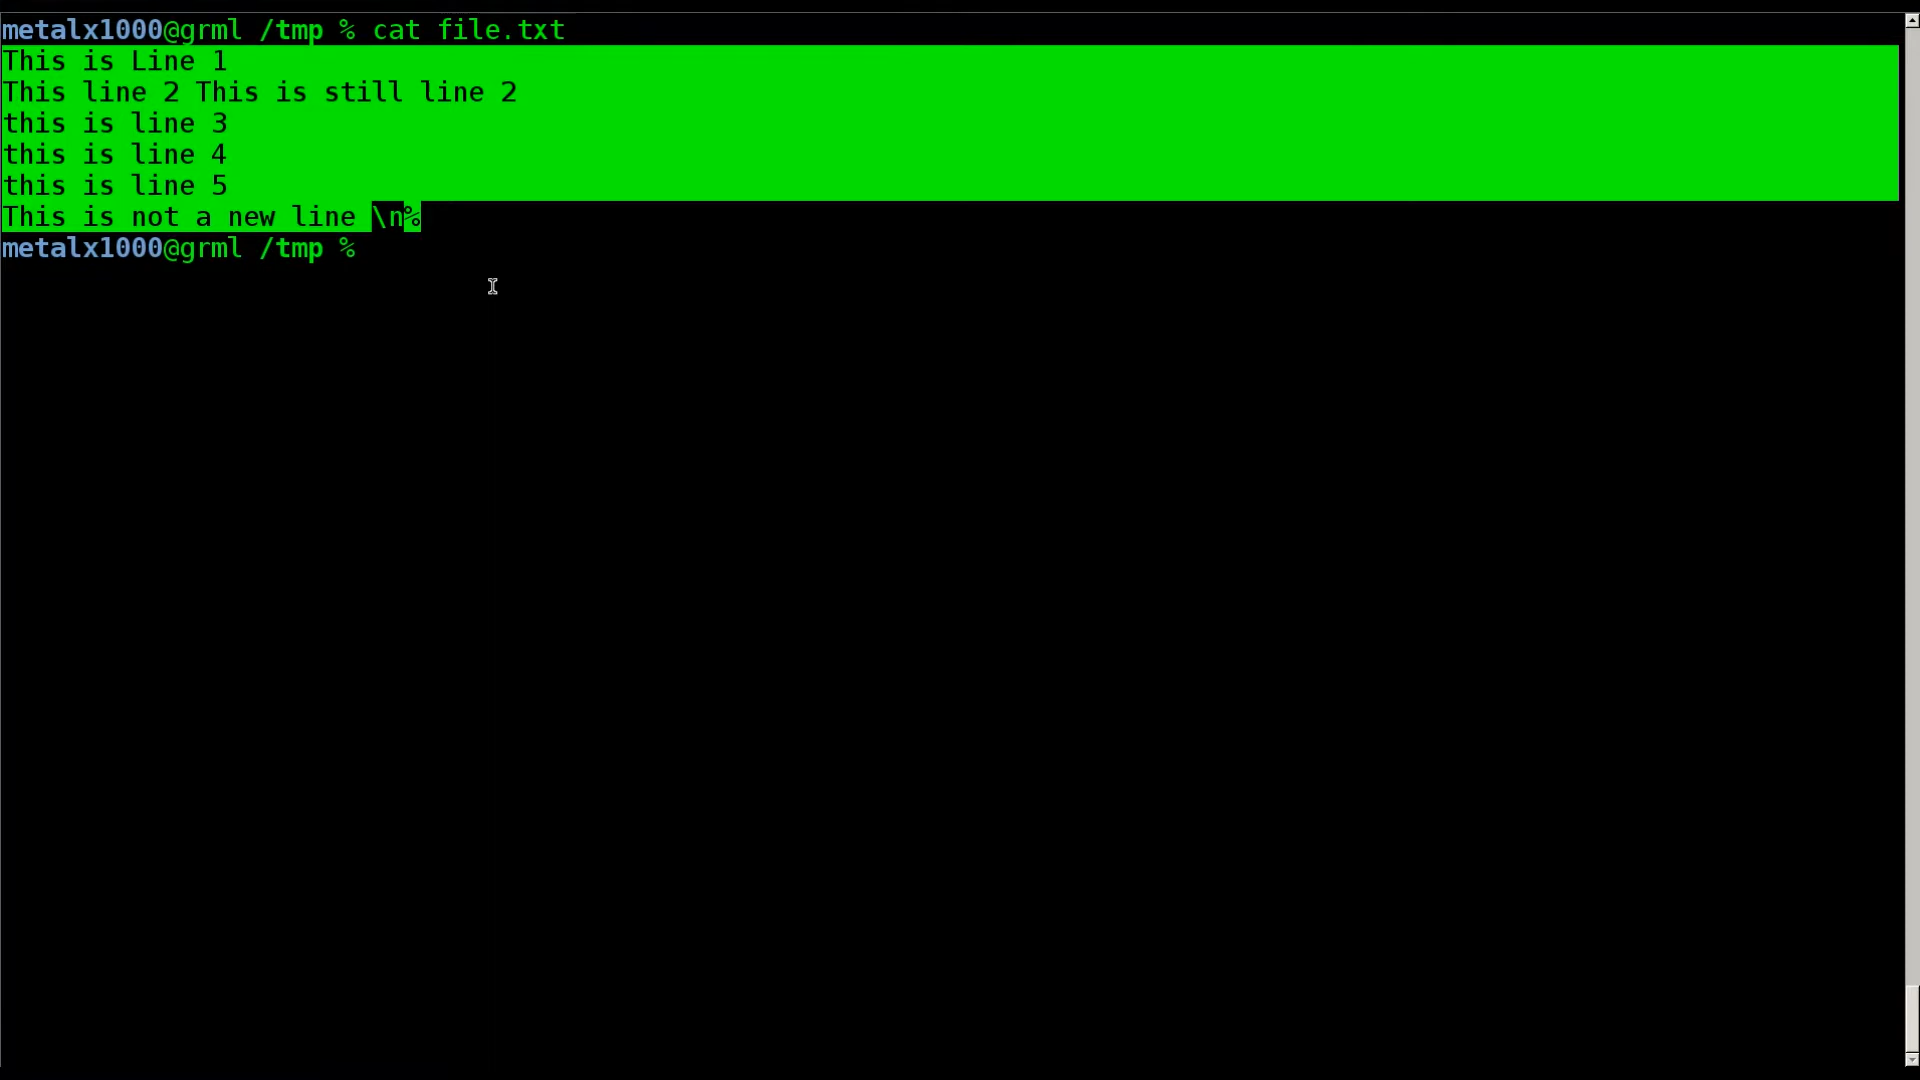 metalx1000@grml /tmp % cat file.txt
This is Line 1
This line 2 This is still line 2
this is line 3
this is line 4
this is line 5
This is not a new line \n%
metalx1000@grml /tmp %